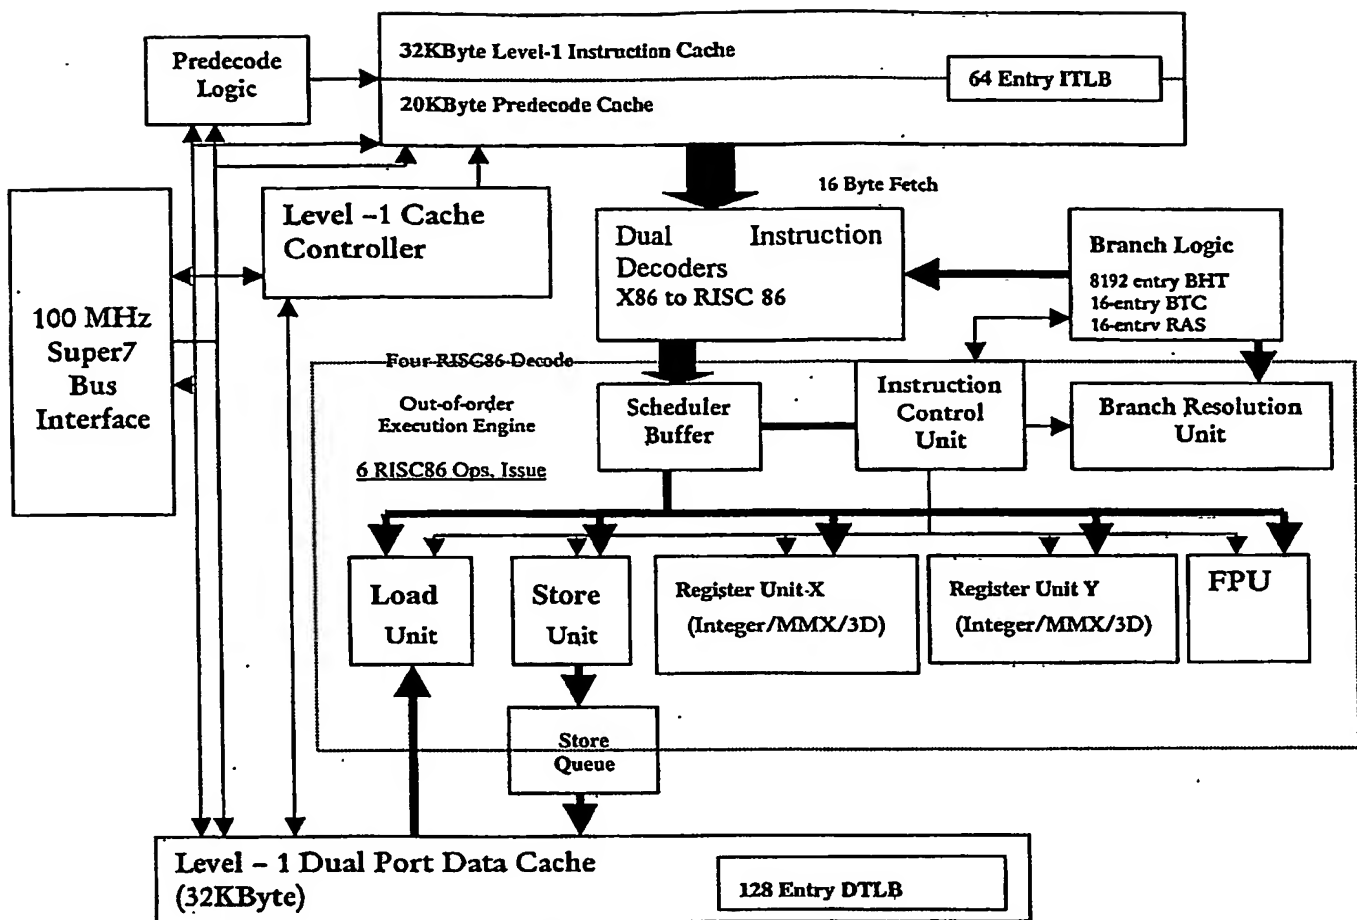 32KByte Level-1 Instruction Cache
Predecode
Logic
64 Entry ITLB
20KByte Predecode Cache
16 Byte Fetch
Level –1 Cache
Controller
Dual Instruction
Decoders
X86 to RISC 86
Branch Logic
8192 entry BHT
16-entry BTC
16-entry RAS
100 MHz
Super7
Bus
Interface
Four RISC86 Decode
Out-of-order
Execution Engine
6 RISC86 Ops, Issue
Scheduler
Buffer
Instruction
Control
Unit
Branch Resolution
Unit
Load
Unit
Store
Unit
Register Unit-X
(Integer/MMX/3D)
Register Unit Y
(Integer/MMX/3D)
FPU
Store
Queue
Level – 1 Dual Port Data Cache
(32KByte)
128 Entry DTLB